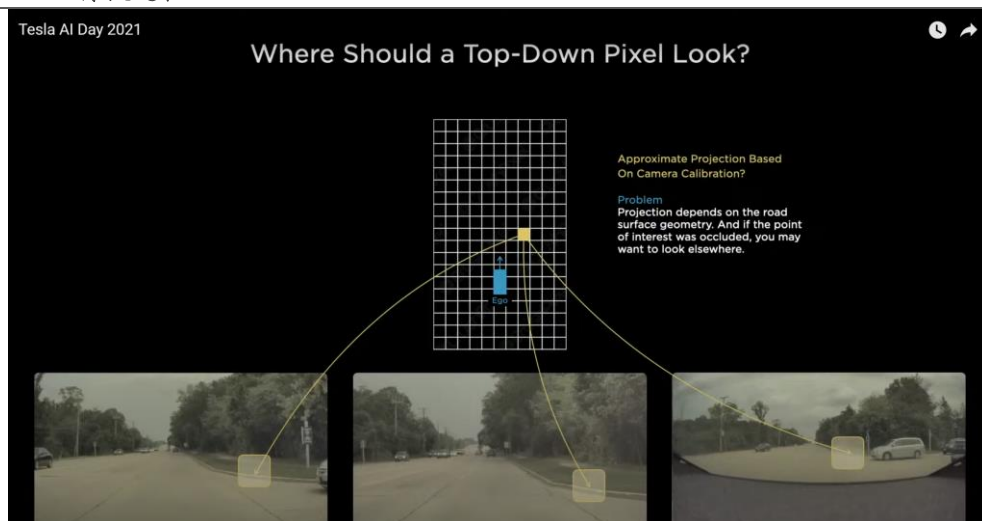 Tesla AI Day 2021
Where Should a Top-Down Pixel Look?
Approximate Projection Based
On Camera Calibration?
Problem
Projection depends on the road
surface geometry. And if the point
of interest was occluded, you may
want to look elsewhere.
Ego